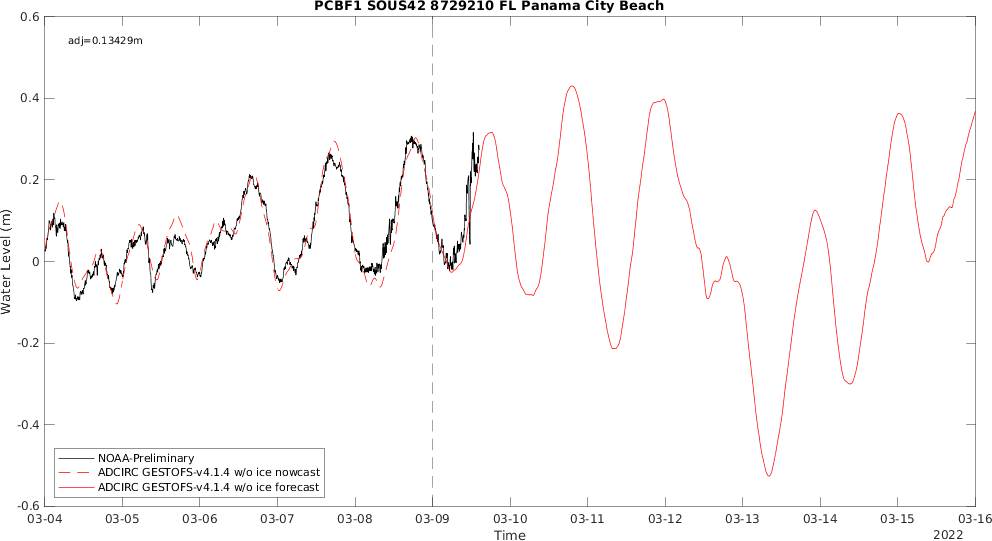 PCBF1 SOUS42 8729210 FL Panama City Beach
adj=0.13429m
0.6
0.4
0.2
0
-0.2
-0.4
-0.6
Water Level (m)
NOAA-Preliminary
ADCIRC GESTOFS-v4.1.4 w/o ice nowcast
ADCIRC GESTOFS-v4.1.4 w/o ice forecast
03-04 03-05 03-06 03-07 03-08 03-09 03-10 03-11 03-12 03-13 03-14 03-15 03-16
Time
2022